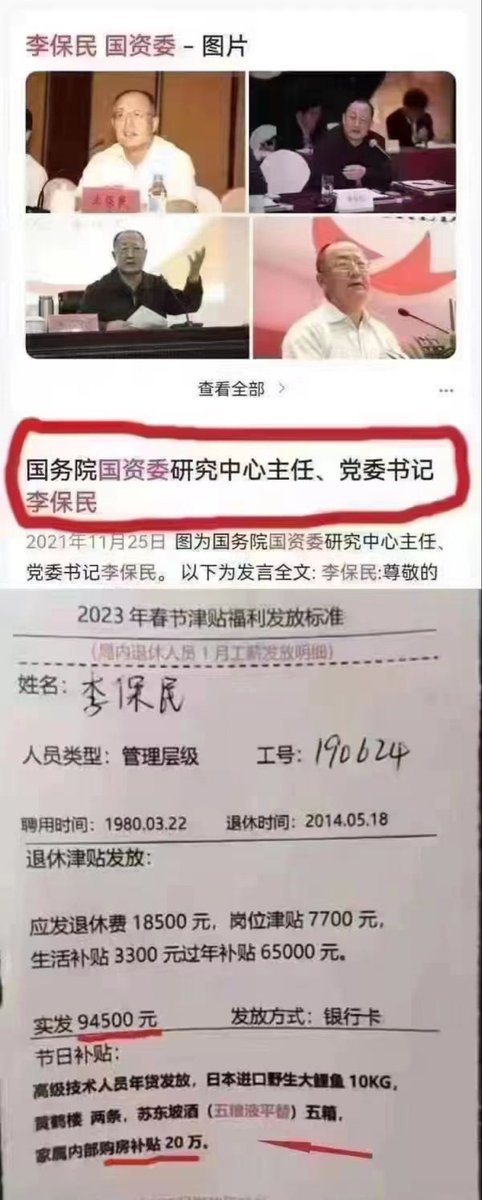 李保民 国资委 - 图片
李保民
查看全部 >
国务院国资委研究中心主任、党委书记
李保民
2021年11月25日 图为国务院国资委研究中心主任、
党委书记李保民。 以下为发言全文: 李保民:尊敬的
2023年春节津贴福利发放标准
(局内退休人员1月工薪发放明细)
姓名: 李保民
人员类型: 管理层级 工号: 190624
聘用时间: 1980.03.22 退休时间: 2014.05.18
退休津贴发放:
应发退休费 18500 元, 岗位津贴 7700 元,
生活补贴 3300 元过年补贴 65000 元。
实发 94500 元 发放方式: 银行卡
节日补贴:
高级技术人员年货发放, 日本进口野生大鲤鱼 10KG,
黄鹤楼 两条, 苏东坡酒 (五粮液平替) 五箱,
家属内部购房补贴 20 万。